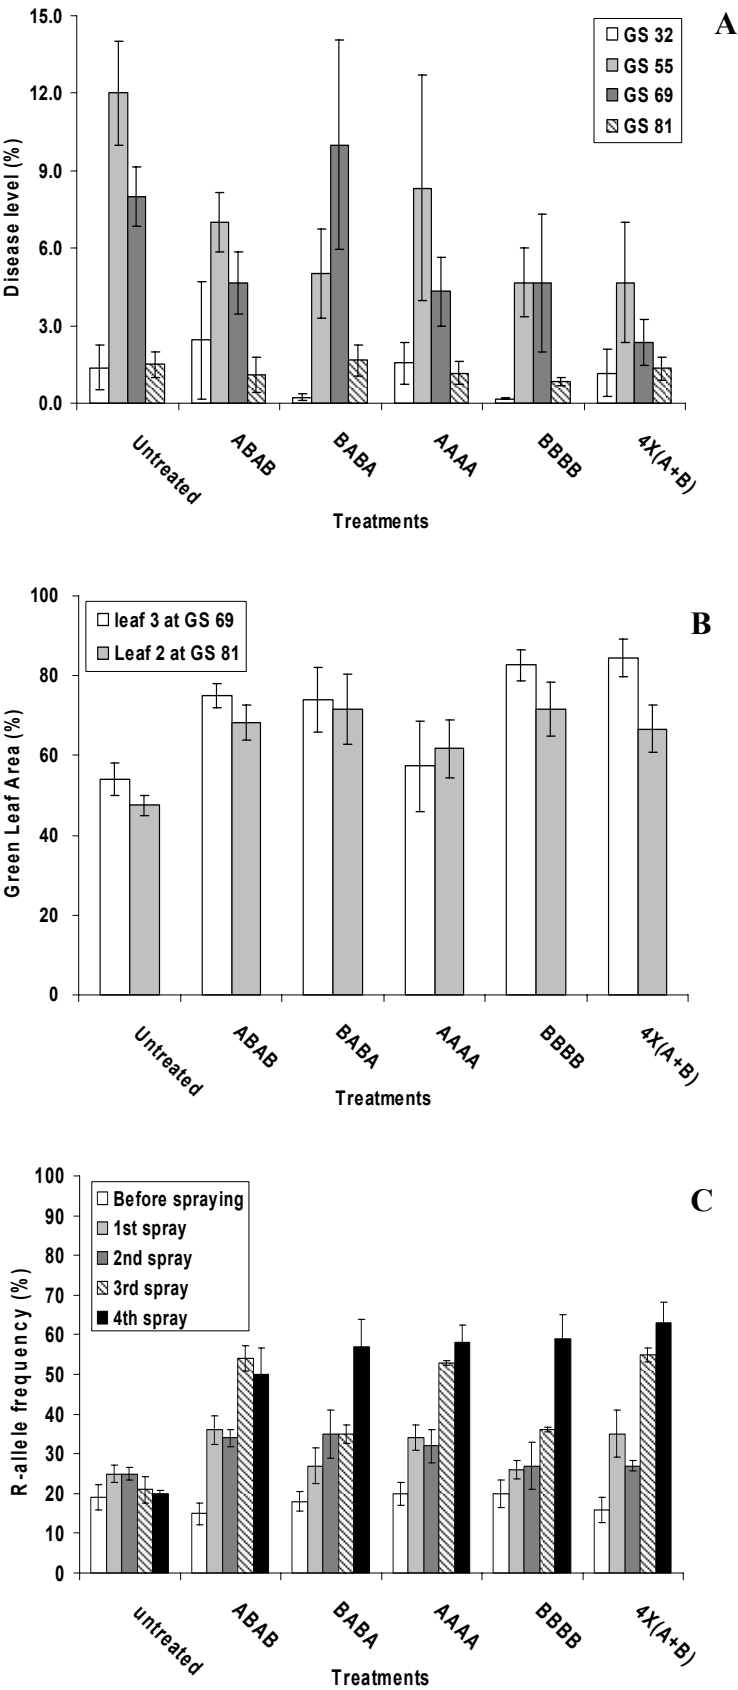 A
15.0
12.0
9.0
6.0
3.0
0.0
Disease level (%)
GS 32
GS 55
GS 69
GS 81
Untreated
ABAB
BABA
AAAA
BBBB
4X(A+B)
Treatments
B
100
80
60
40
20
0
Green Leaf Area (%)
leaf 3 at GS 69
Leaf 2 at GS 81
Untreated
ABAB
BABA
AAAA
BBBB
4X(A+B)
Treatments
C
100
90
80
70
60
50
40
30
20
10
0
R-allele frequency (%)
Before spraying
1st spray
2nd spray
3rd spray
4th spray
untreated
ABAB
BABA
AAAA
BBBB
4X(A+B)
Treatments